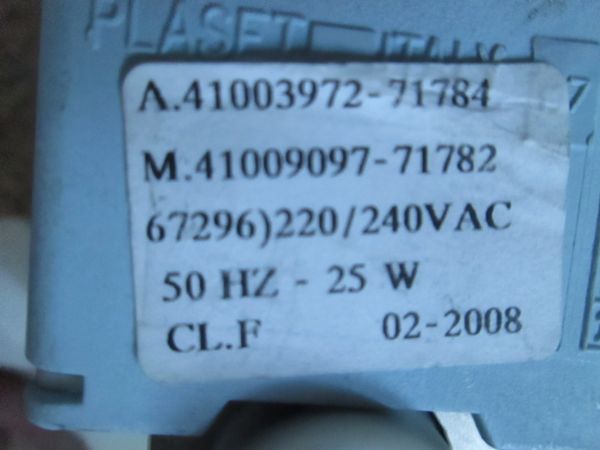 PLASET ITALY
A.41003972-71784
M.41009097-71782
67296)220/240VAC
50 HZ - 25 W
CL.F 02-2008